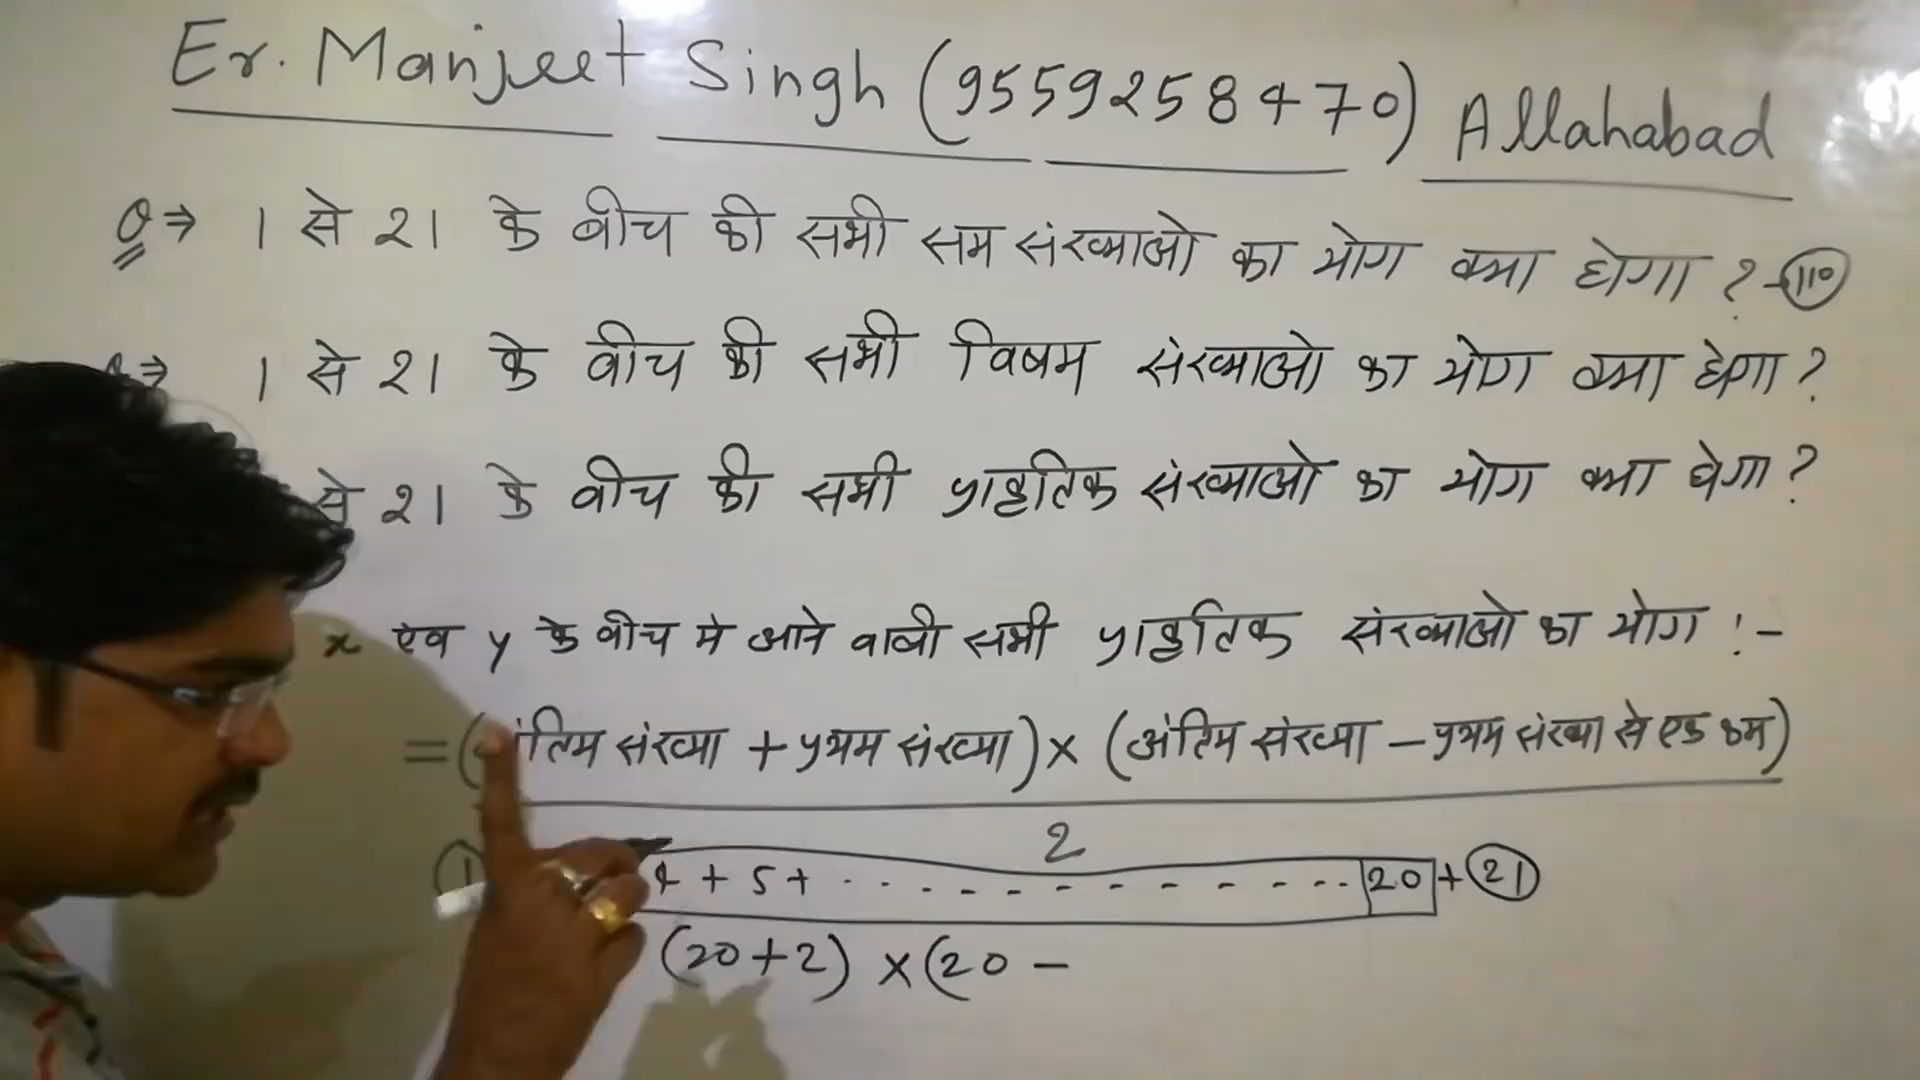 Er. Manjeet Singh (9559258470) Allahabad
Q⇒ 1 से 21 के बीच की सभी सम संख्याओ का योग क्या होगा ? - 110
⇒ 1 से 21 के बीच की सभी विषम संख्याओ का योग क्या होगा ?
से 21 के बीच की सभी प्राकृतिक संख्याओ का योग क्या होगा ?
x एव y के बीच मे आने वाली सभी प्राकृतिक संख्याओ का योग :-
= (अंतिम संख्या + प्रथम संख्या) × (अंतिम संख्या - प्रथम संख्या से एक कम)
2
1 4 + 5 + . . . - - - - - - - - - - . . 20 + 21
(20+2) × (20 -